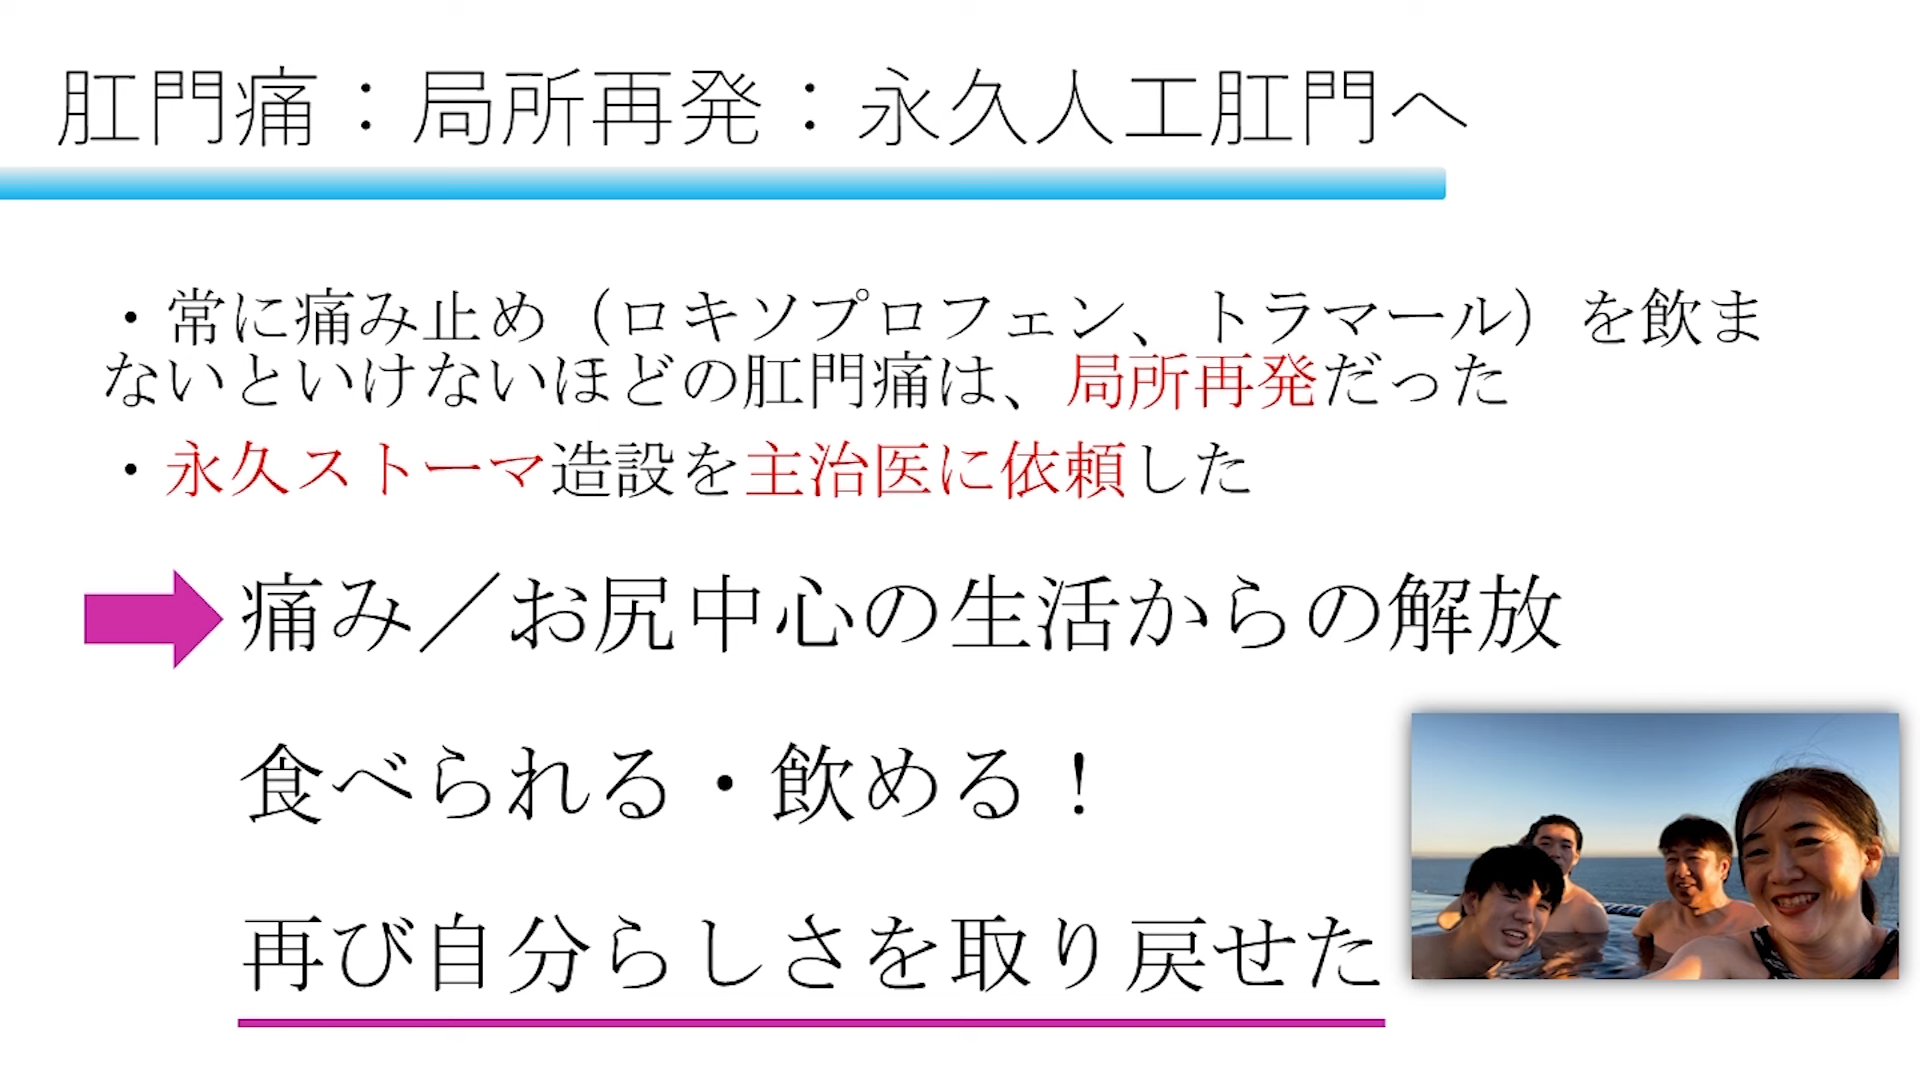 肛門痛：局所再発：永久人工肛門へ
・常に痛み止め（ロキソプロフェン、トラマール）を飲ま
ないといけないほどの肛門痛は、局所再発だった
・永久ストーマ造設を主治医に依頼した
痛み／お尻中心の生活からの解放
食べられる・飲める！
再び自分らしさを取り戻せた